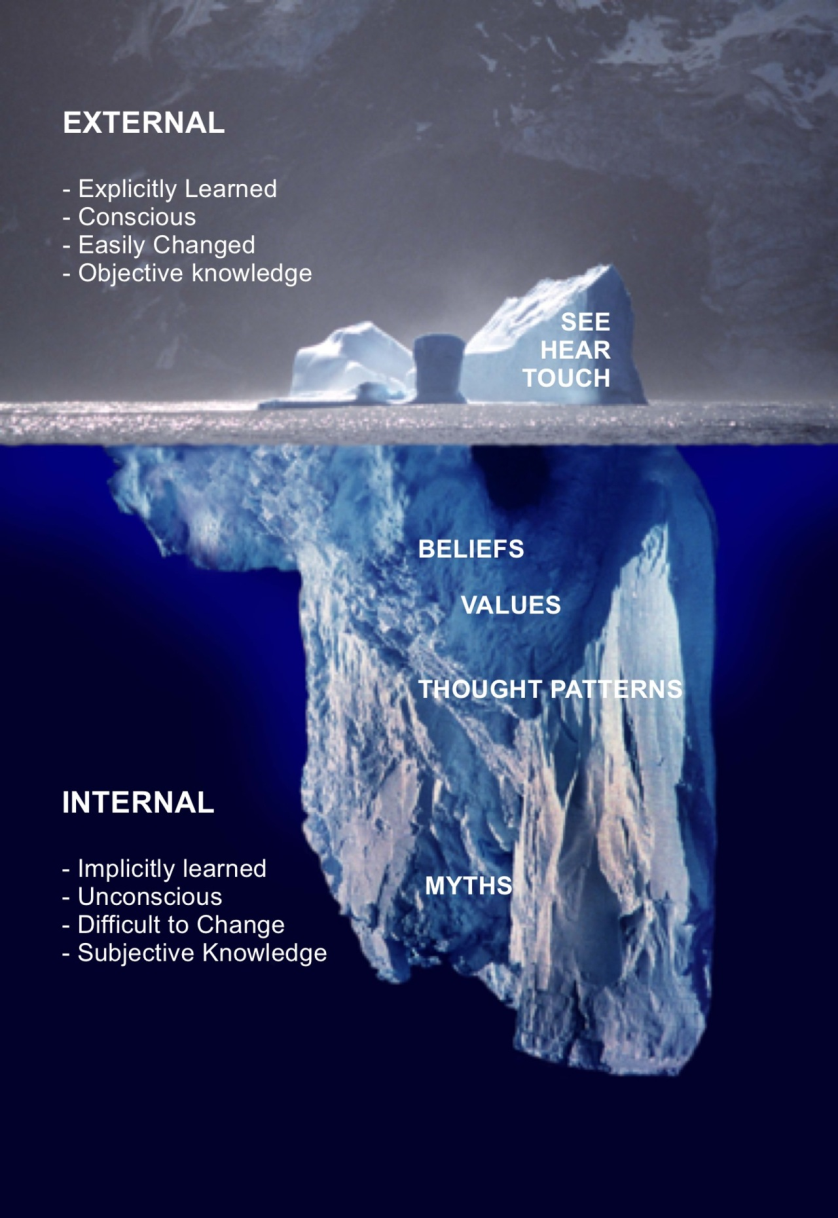 EXTERNAL
- Explicitly Learned
- Conscious
- Easily Changed
- Objective knowledge
SEE
HEAR
TOUCH
BELIEFS
VALUES
THOUGHT PATTERNS
MYTHS
INTERNAL
- Implicitly learned
- Unconscious
- Difficult to Change
- Subjective Knowledge